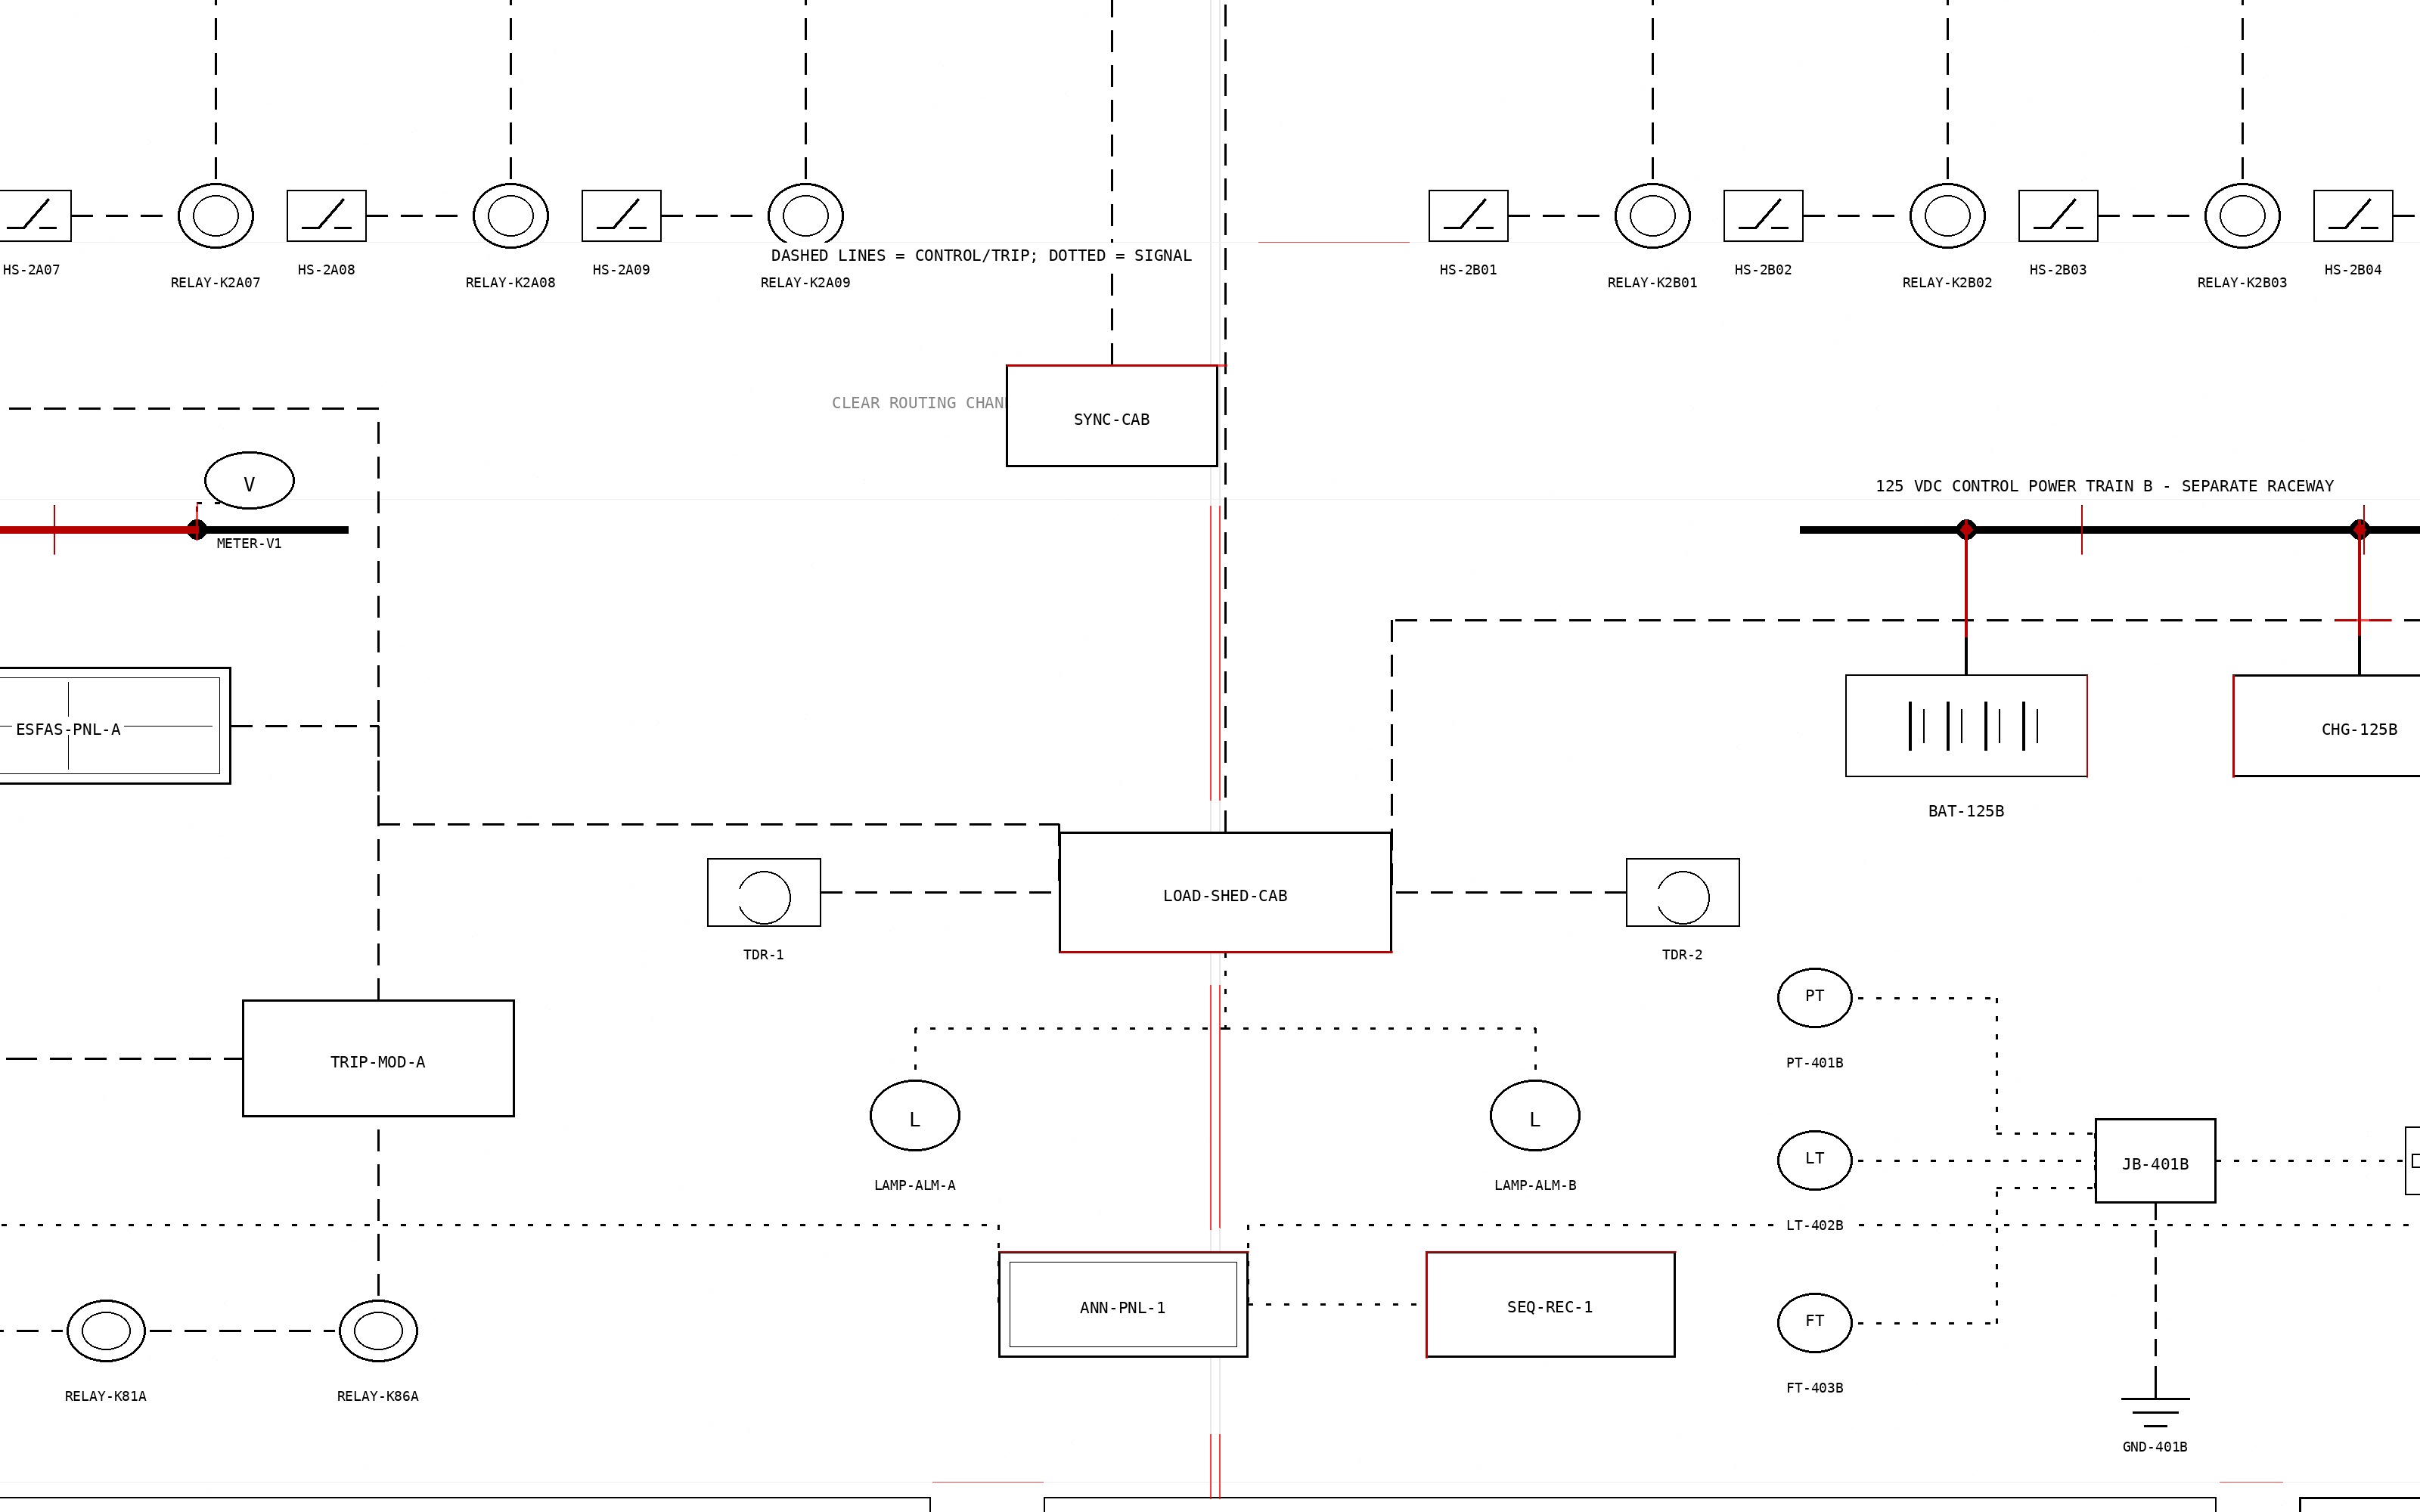 DASHED LINES = CONTROL/TRIP; DOTTED = SIGNAL
HS-2A07
HS-2A08
HS-2A09
HS-2B01
HS-2B02
HS-2B03
HS-2B04
RELAY-K2A07
RELAY-K2A08
RELAY-K2A09
RELAY-K2B01
RELAY-K2B02
RELAY-K2B03
CLEAR ROUTING CHAN
SYNC-CAB
V
METER-V1
125 VDC CONTROL POWER TRAIN B - SEPARATE RACEWAY
ESFAS-PNL-A
CHG-125B
BAT-125B
LOAD-SHED-CAB
TDR-1
TDR-2
PT
PT-401B
TRIP-MOD-A
L
L
LAMP-ALM-A
LAMP-ALM-B
LT
LT-402B
JB-401B
ANN-PNL-1
SEQ-REC-1
FT
FT-403B
RELAY-K81A
RELAY-K86A
GND-401B